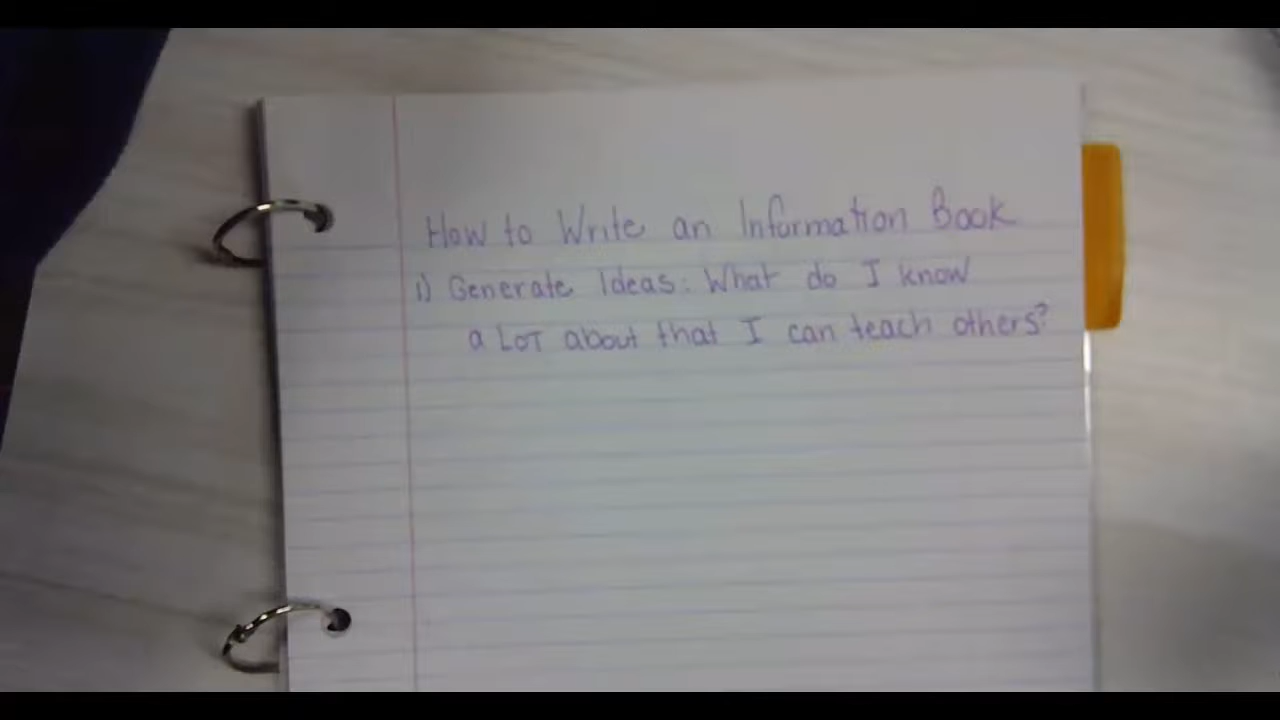 How to Write an Information Book
1) Generate Ideas: What do I know
a LOT about that I can teach others?